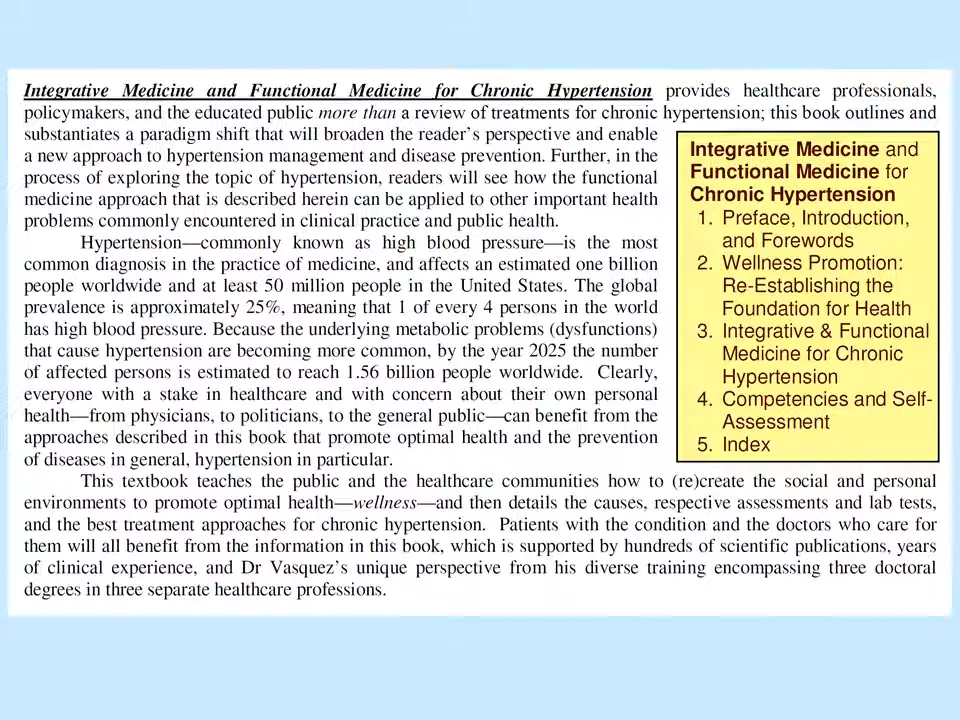 Integrative Medicine and Functional Medicine for Chronic Hypertension provides healthcare professionals,
policymakers, and the educated public more than a review of treatments for chronic hypertension; this book outlines and
substantiates a paradigm shift that will broaden the reader's perspective and enable
a new approach to hypertension management and disease prevention. Further, in the
process of exploring the topic of hypertension, readers will see how the functional
medicine approach that is described herein can be applied to other important health
problems commonly encountered in clinical practice and public health.
Hypertension—commonly known as high blood pressure—is the most
common diagnosis in the practice of medicine, and affects an estimated one billion
people worldwide and at least 50 million people in the United States. The global
prevalence is approximately 25%, meaning that 1 of every 4 persons in the world
has high blood pressure. Because the underlying metabolic problems (dysfunctions)
that cause hypertension are becoming more common, by the year 2025 the number
of affected persons is estimated to reach 1.56 billion people worldwide. Clearly,
everyone with a stake in healthcare and with concern about their own personal
health—from physicians, to politicians, to the general public—can benefit from the
approaches described in this book that promote optimal health and the prevention
of diseases in general, hypertension in particular.
Integrative Medicine and
Functional Medicine for
Chronic Hypertension
1. Preface, Introduction,
and Forewords
2. Wellness Promotion:
Re-Establishing the
Foundation for Health
3. Integrative & Functional
Medicine for Chronic
Hypertension
4. Competencies and Self-
Assessment
5. Index
This textbook teaches the public and the healthcare communities how to (re)create the social and personal
environments to promote optimal health—wellness—and then details the causes, respective assessments and lab tests,
and the best treatment approaches for chronic hypertension. Patients with the condition and the doctors who care for
them will all benefit from the information in this book, which is supported by hundreds of scientific publications, years
of clinical experience, and Dr Vasquez's unique perspective from his diverse training encompassing three doctoral
degrees in three separate healthcare professions.